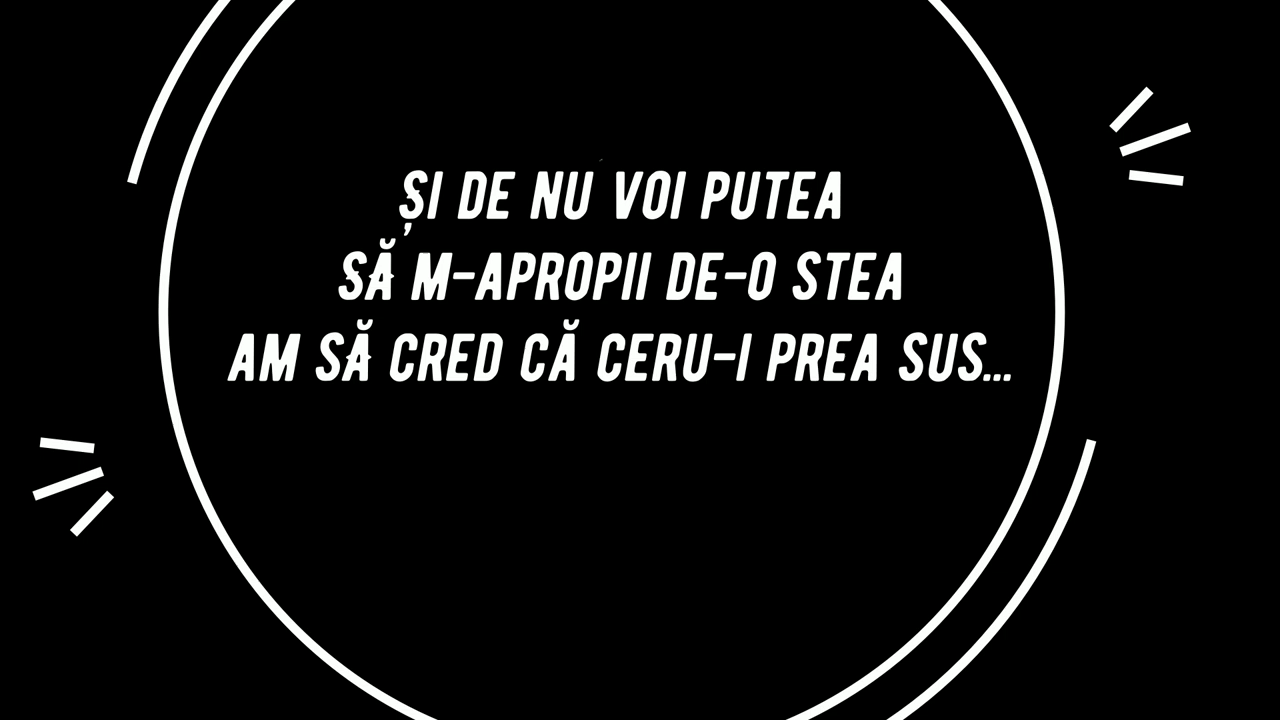 ȘI DE NU VOI PUTEA
SĂ M-APROPII DE-O STEA
AM SĂ CRED CĂ CERU-I PREA SUS...